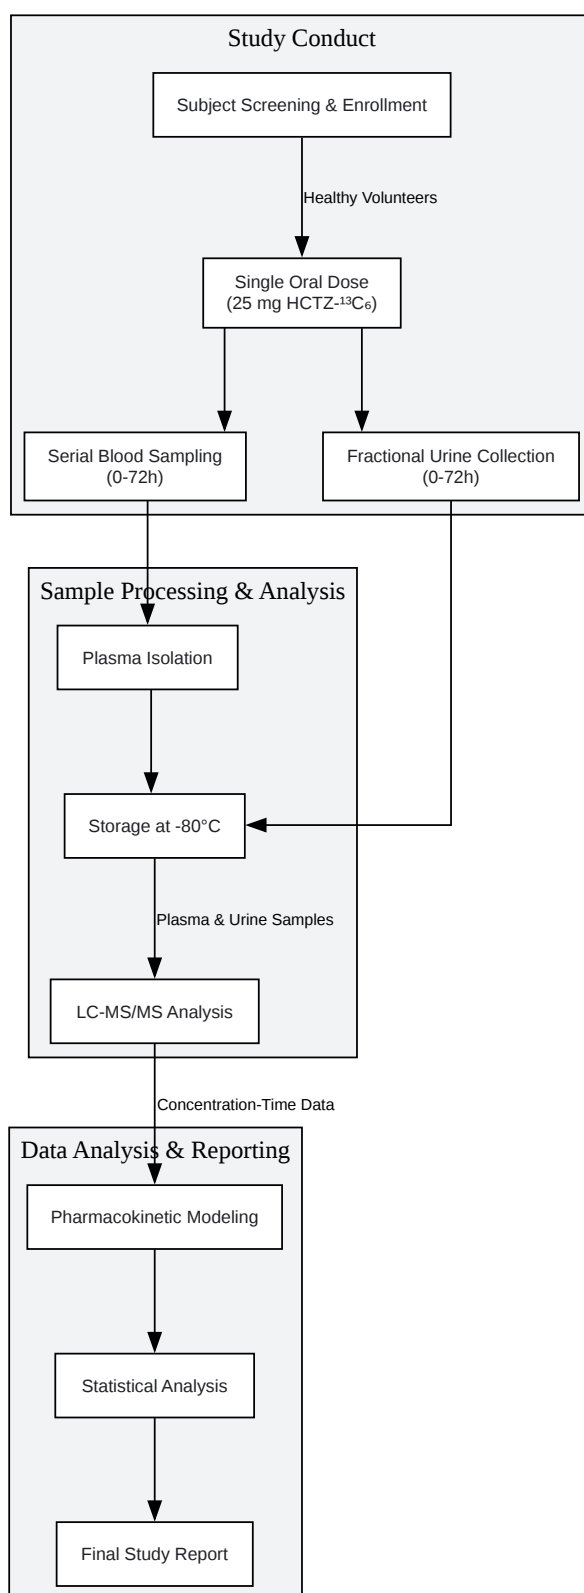 Study Conduct
Subject Screening & Enrollment
Healthy Volunteers
Single Oral Dose
(25 mg HCTZ-¹³C₆)
Serial Blood Sampling
(0-72h)
Fractional Urine Collection
(0-72h)
Sample Processing & Analysis
Plasma Isolation
Storage at -80°C
Plasma & Urine Samples
LC-MS/MS Analysis
Concentration-Time Data
Data Analysis & Reporting
Pharmacokinetic Modeling
Statistical Analysis
Final Study Report